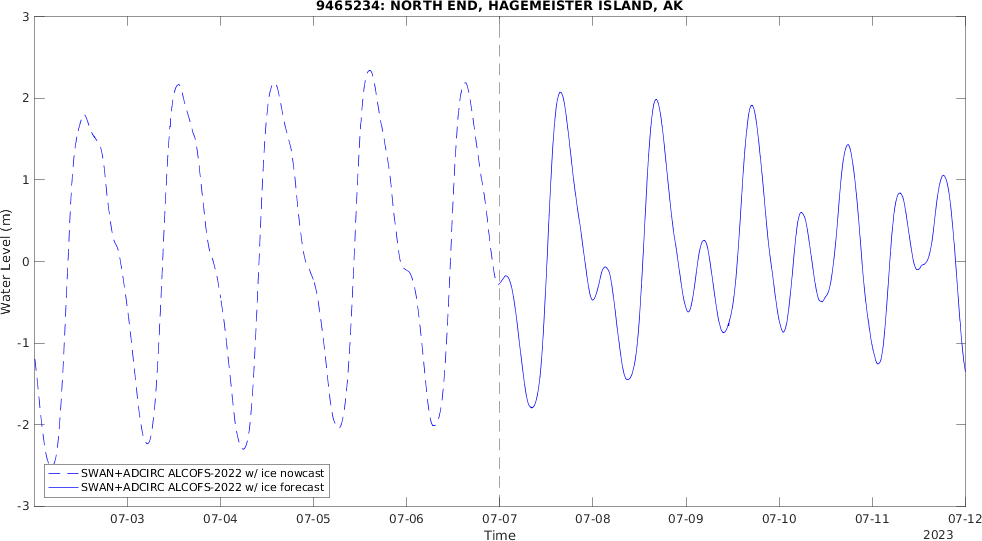 9465234: NORTH END, HAGEMEISTER ISLAND, AK
3
2
1
0
-1
-2
-3
Water Level (m)
SWAN+ADCIRC ALCOFS-2022 w/ ice nowcast
SWAN+ADCIRC ALCOFS-2022 w/ ice forecast
07-03 07-04 07-05 07-06 07-07 07-08 07-09 07-10 07-11 07-12
Time
2023